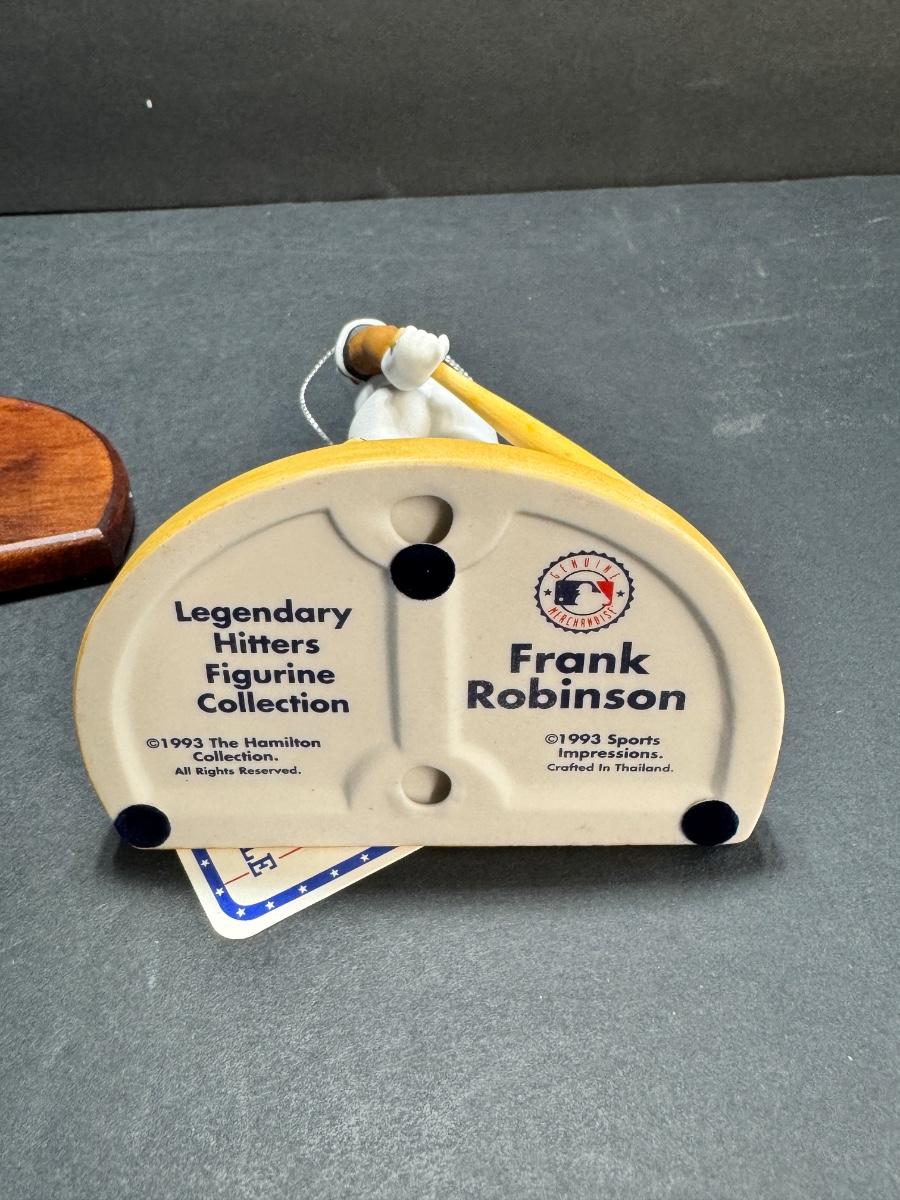 Legendary
Hitters
Figurine
Collection
©1993 The Hamilton
Collection.
All Rights Reserved.
GENUINE
MERCHANDISE
Frank
Robinson
©1993 Sports
Impressions.
Crafted In Thailand.